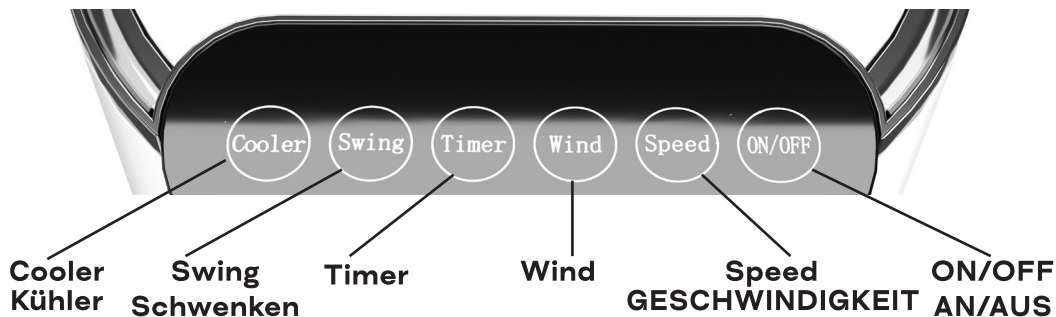 Cooler Swing Timer Wind Speed ON/OFF
Cooler
Kühler
Swing
Schwenken
Timer
Wind
Speed
GESCHWINDIGKEIT
ON/OFF
AN/AUS